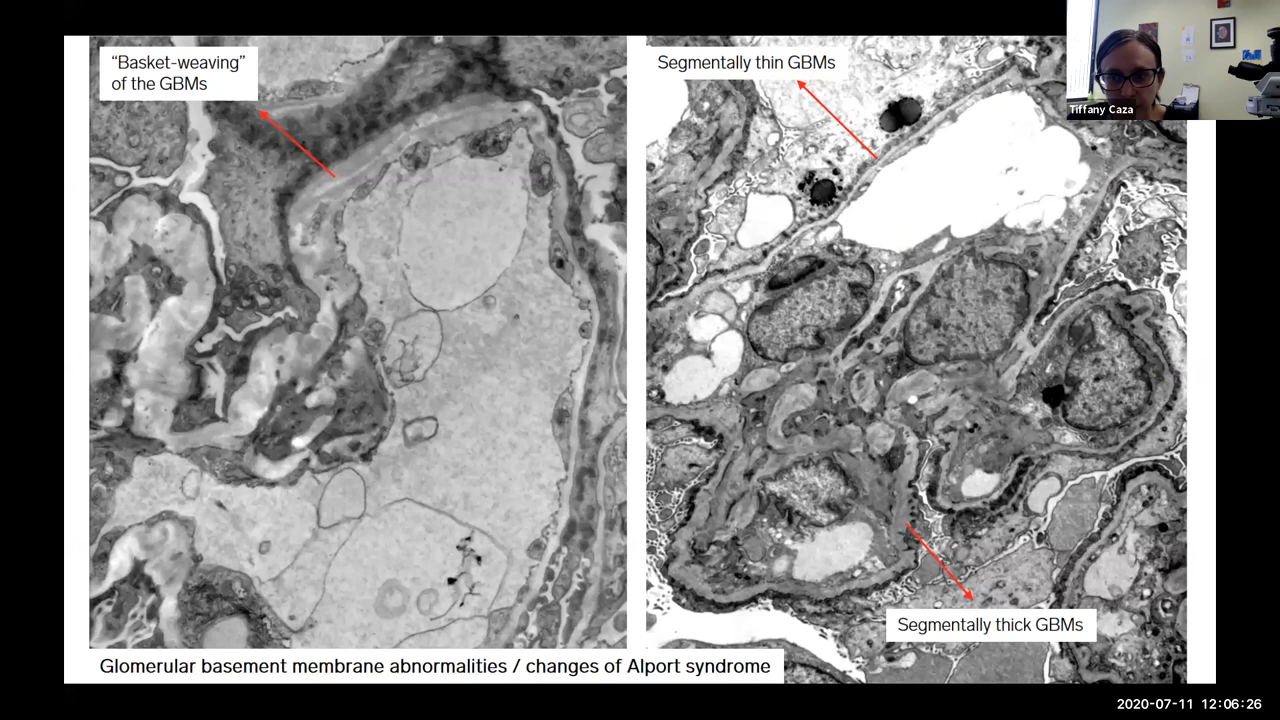 “Basket-weaving”
of the GBMs
Segmentally thin GBMs
Tiffany Caza
Segmentally thick GBMs
Glomerular basement membrane abnormalities / changes of Alport syndrome
2020-07-11 12:06:26